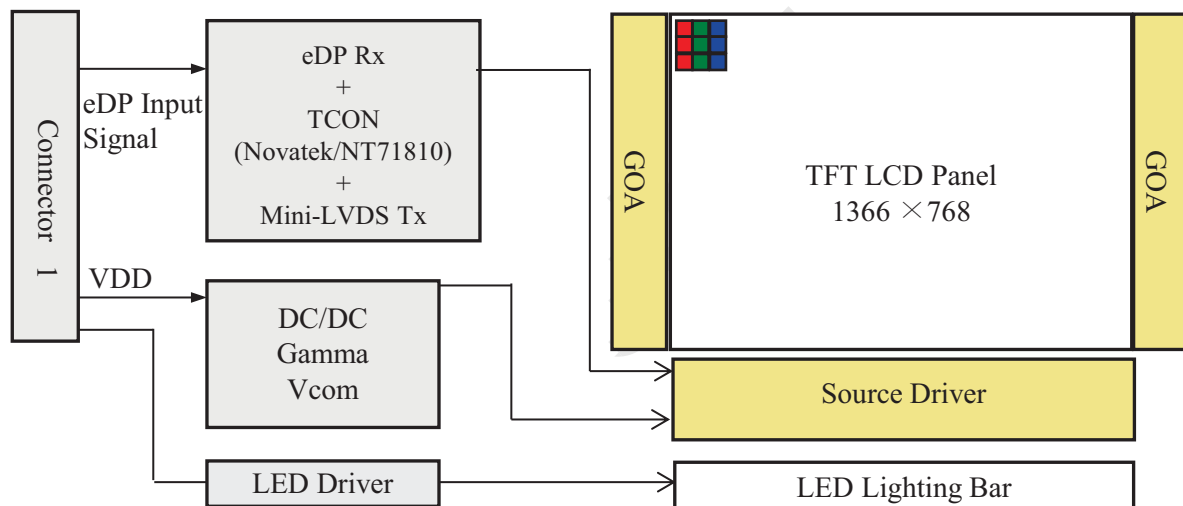 Connector 1
eDP Input
Signal
eDP Rx
+
TCON
(Novatek/NT71810)
+
Mini-LVDS Tx
VDD
DC/DC
Gamma
Vcom
LED Driver
GOA
TFT LCD Panel
1366 ×768
GOA
Source Driver
LED Lighting Bar